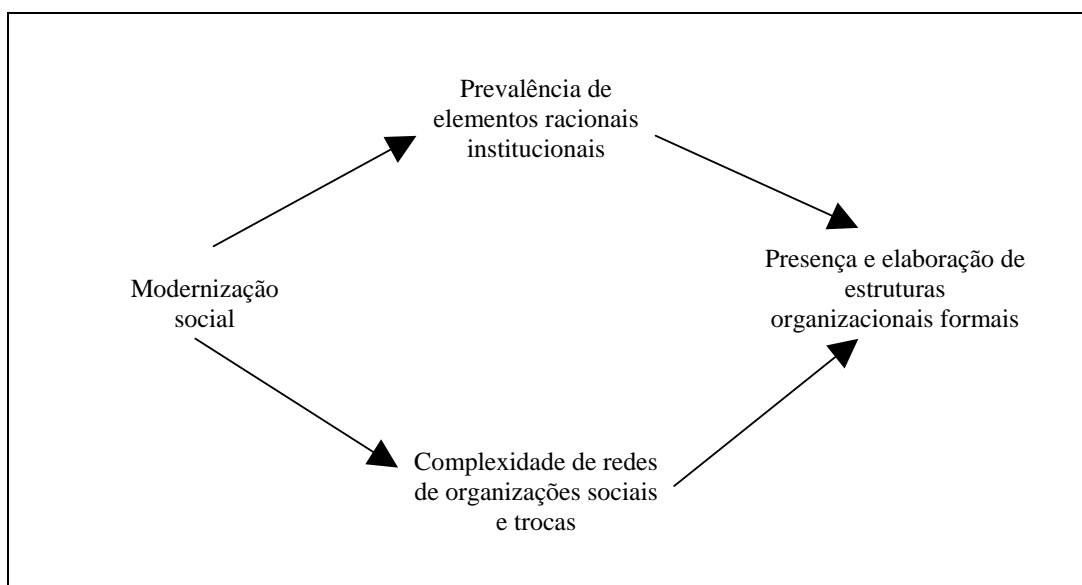 Prevalência de
elementos racionais
institucionais
Modernização
social
Presença e elaboração de
estruturas
organizacionais formais
Complexidade de redes
de organizações sociais
e trocas